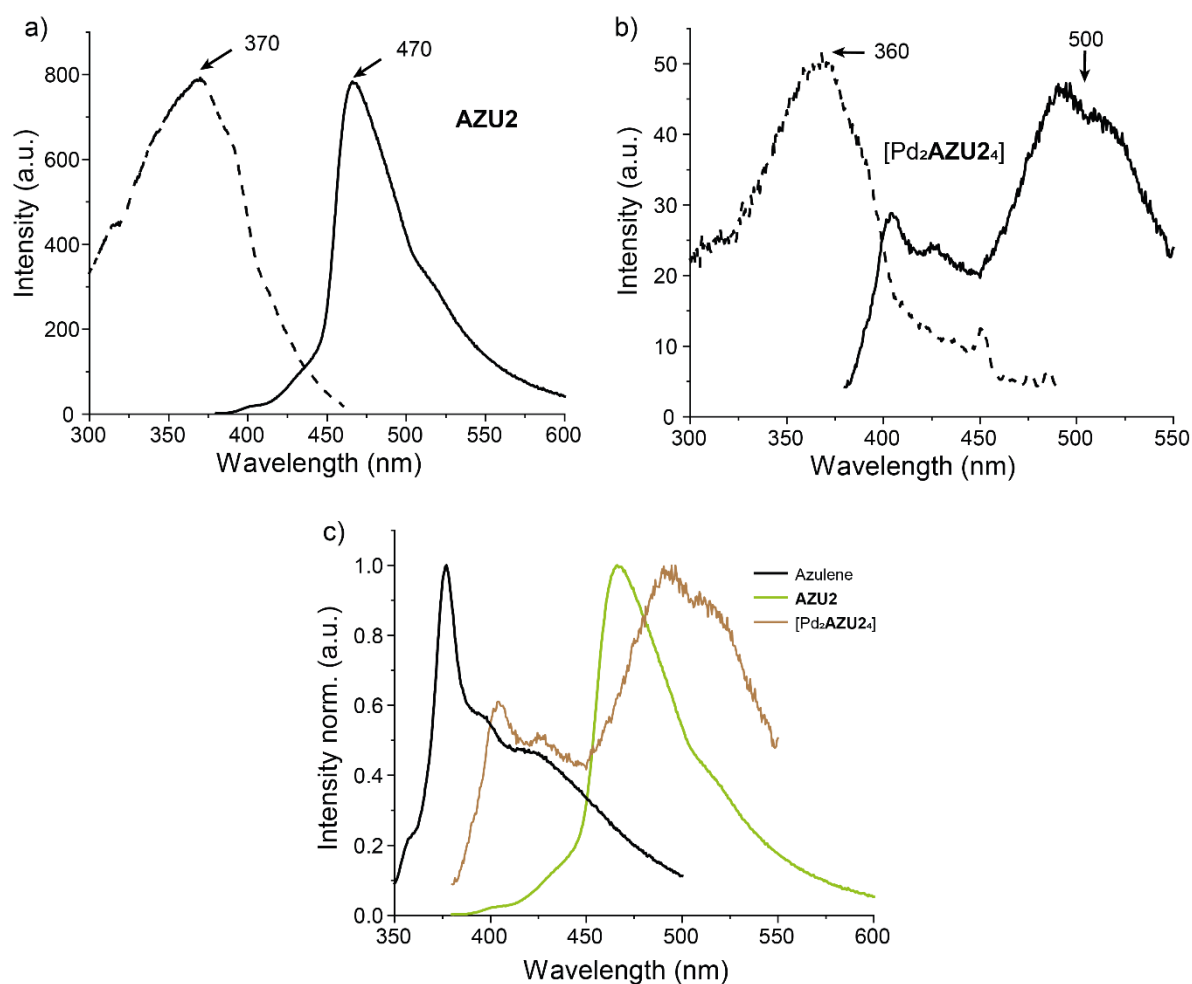 a)
370
470
AZU2
800
600
400
200
0
Intensity (a.u.)
300 350 400 450 500 550 600
Wavelength (nm)
b)
360
500
[Pd₂AZU2₄]
50
40
30
20
10
0
Intensity (a.u.)
300 350 400 450 500 550
Wavelength (nm)
c)
Azulene
AZU2
[Pd₂AZU2₄]
1.0
0.8
0.6
0.4
0.2
0.0
Intensity norm. (a.u.)
350 400 450 500 550 600
Wavelength (nm)